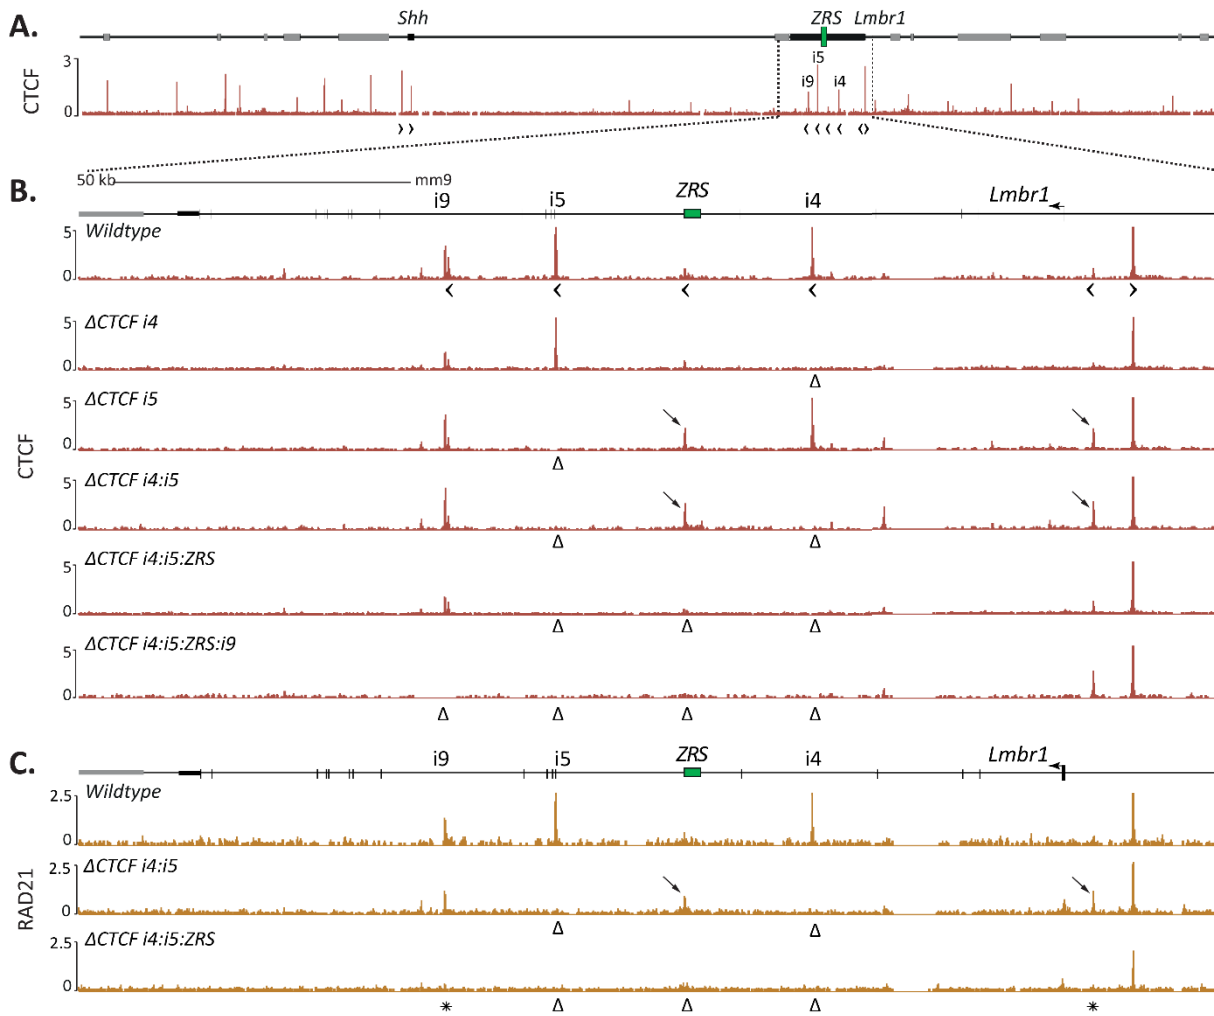 A.
Shh
ZRS
Lmbr1
CTCF
3
0
i9
i5
i4
50 kb
mm9
B.
i9
i5
ZRS
i4
Lmbr1
CTCF
Wildtype
5
0
ΔCTCF i4
5
0
Δ
ΔCTCF i5
5
0
Δ
ΔCTCF i4:i5
5
0
Δ Δ
ΔCTCF i4:i5:ZRS
5
0
Δ Δ Δ
ΔCTCF i4:i5:ZRS:i9
5
0
Δ Δ Δ Δ
C.
i9
i5
ZRS
i4
Lmbr1
RAD21
Wildtype
2.5
0
ΔCTCF i4:i5
2.5
0
Δ Δ
ΔCTCF i4:i5:ZRS
2.5
0
* Δ Δ Δ *